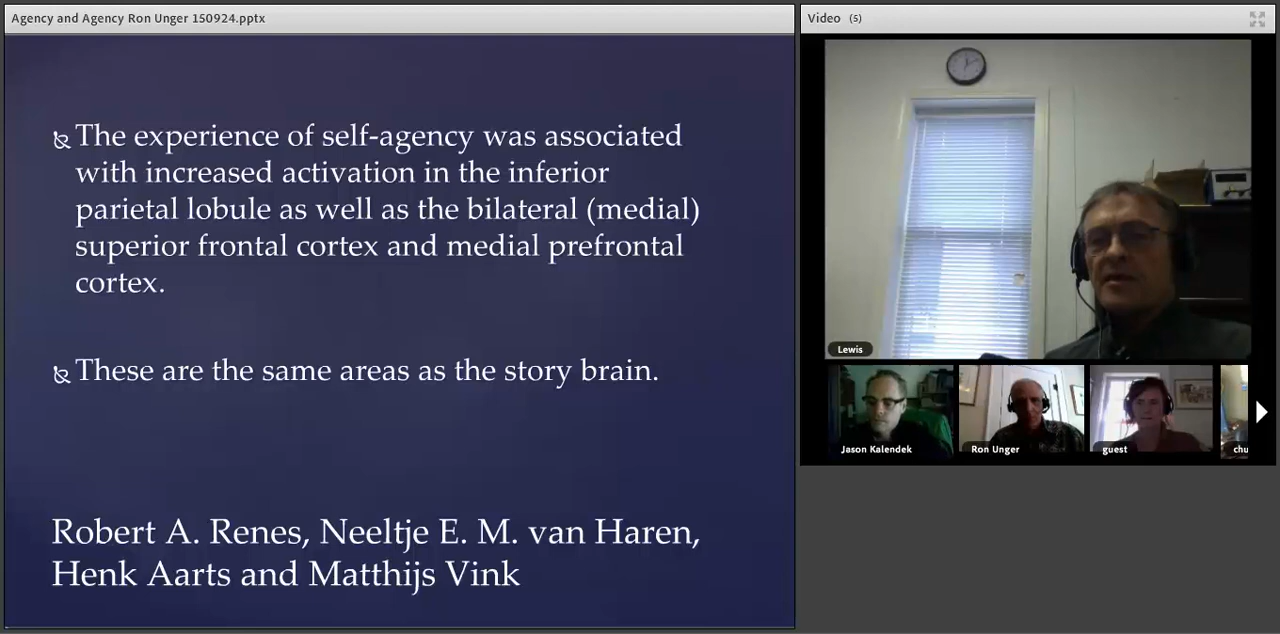 Agency and Agency Ron Unger 150924.pptx
The experience of self-agency was associated
with increased activation in the inferior
parietal lobule as well as the bilateral (medial)
superior frontal cortex and medial prefrontal
cortex.
These are the same areas as the story brain.
Robert A. Renes, Neeltje E. M. van Haren,
Henk Aarts and Matthijs Vink
Video (5)
Lewis
Jason Kalendek
Ron Unger
guest
chu